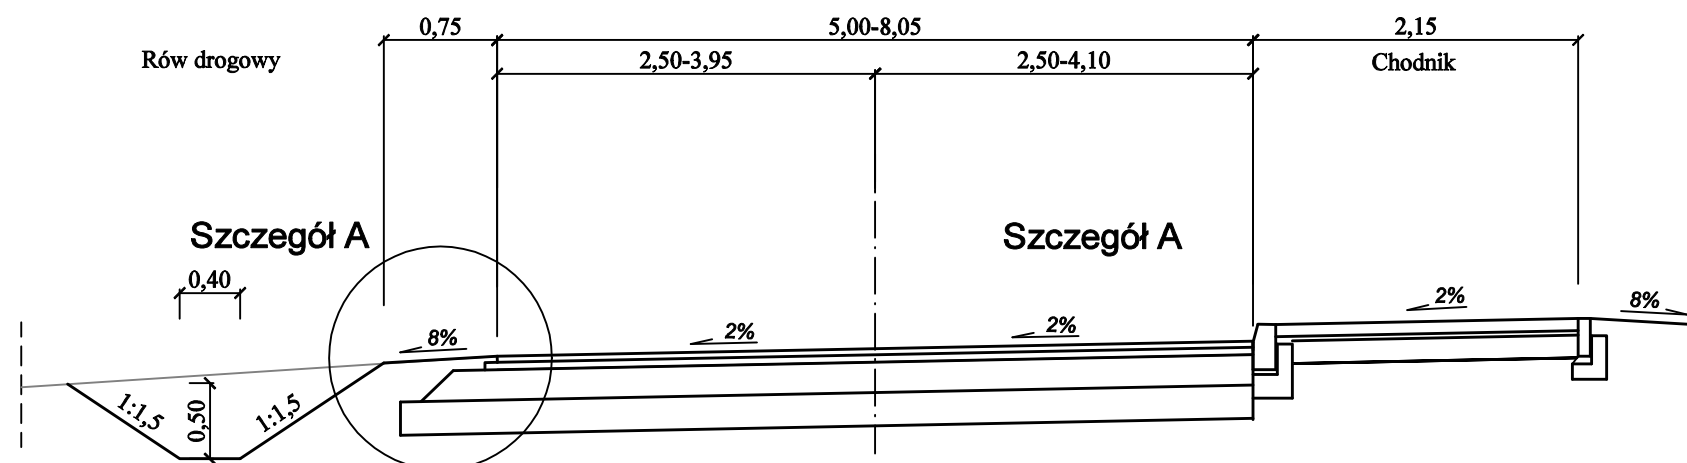 0,75 5,00-8,05 2,15
Rów drogowy 2,50-3,95 2,50-4,10 Chodnik
Szczegół A Szczegół A
0,40
8% 2% 2% 2% 8%
1:1,5 0,50 1:1,5